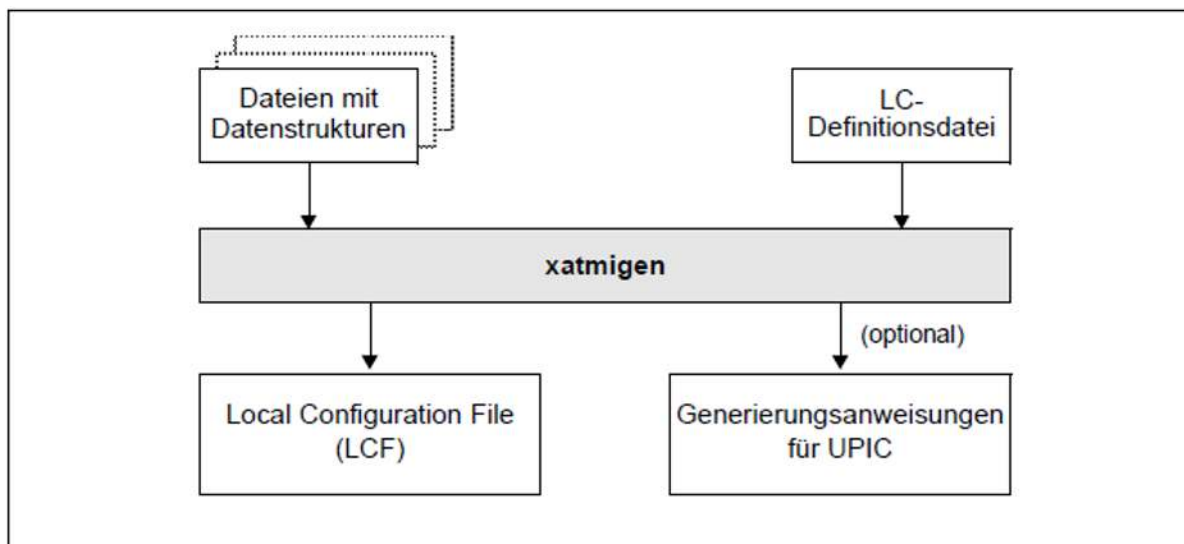 Dateien mit
Datenstrukturen
LC-
Definitionsdatei
xatmigen
(optional)
Local Configuration File
(LCF)
Generierungsanweisungen
für UPIC